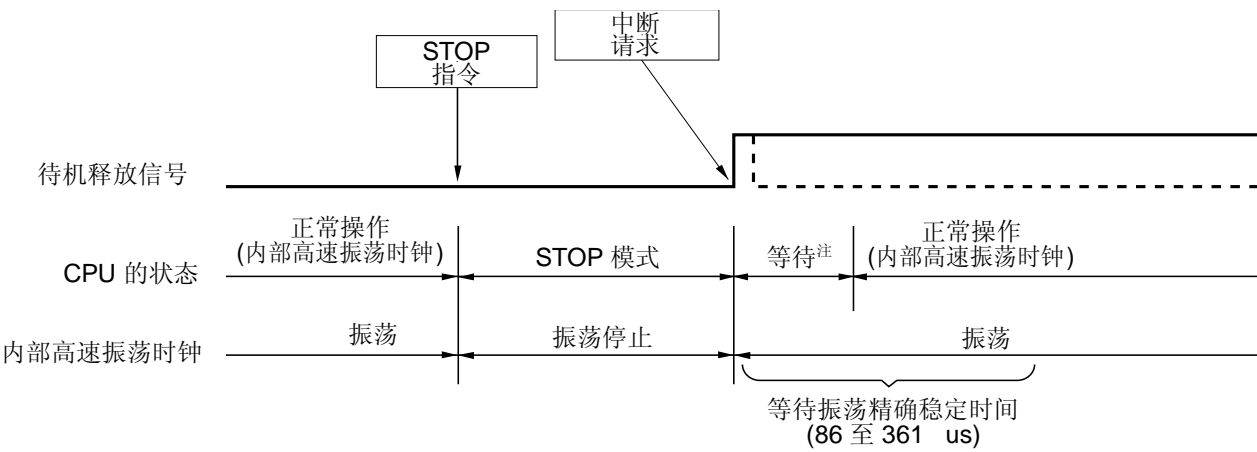 中断
请求
STOP
指令
待机释放信号
正常操作
(内部高速振荡时钟)
正常操作
(内部高速振荡时钟)
CPU 的状态
STOP 模式
等待注
内部高速振荡时钟
振荡
振荡停止
振荡
等待振荡精确稳定时间
(86 至 361 us)